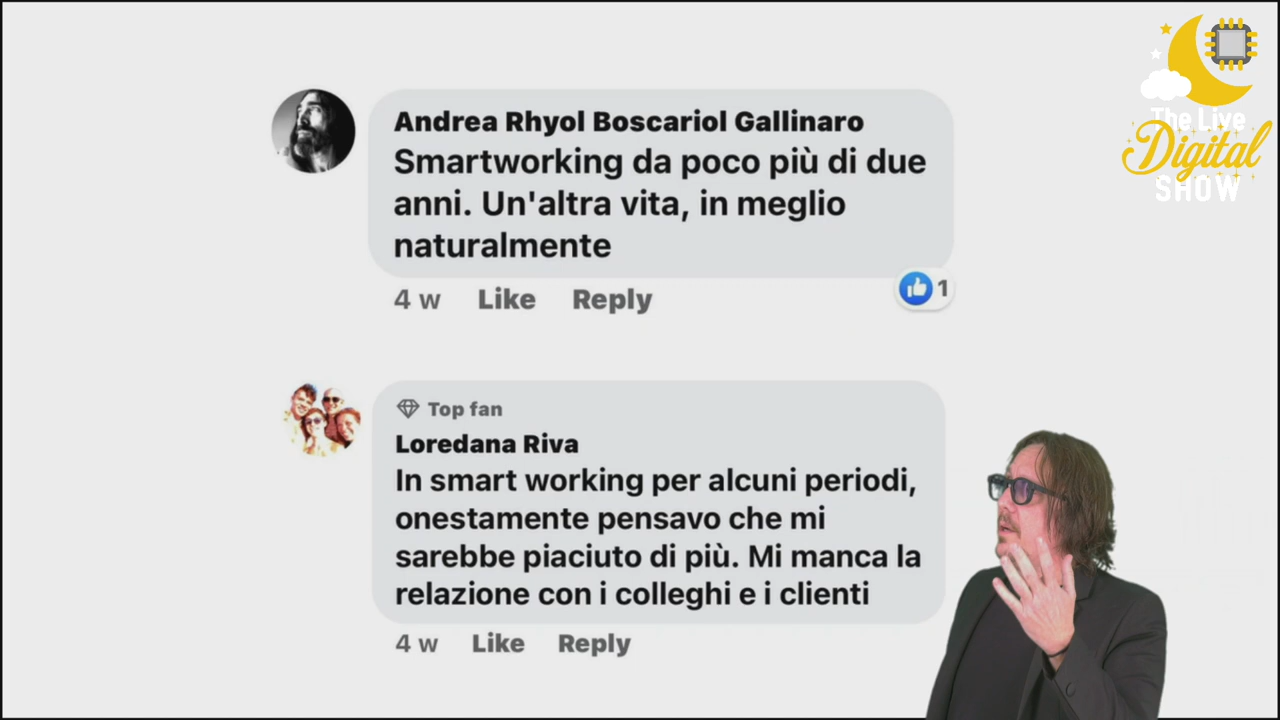 Andrea Rhyol Boscariol Gallinaro
Smartworking da poco più di due
anni. Un'altra vita, in meglio
naturalmente
4 w Like Reply
1
Top fan
Loredana Riva
In smart working per alcuni periodi,
onestamente pensavo che mi
sarebbe piaciuto di più. Mi manca la
relazione con i colleghi e i clienti
4 w Like Reply
The Live
Digital
SHOW